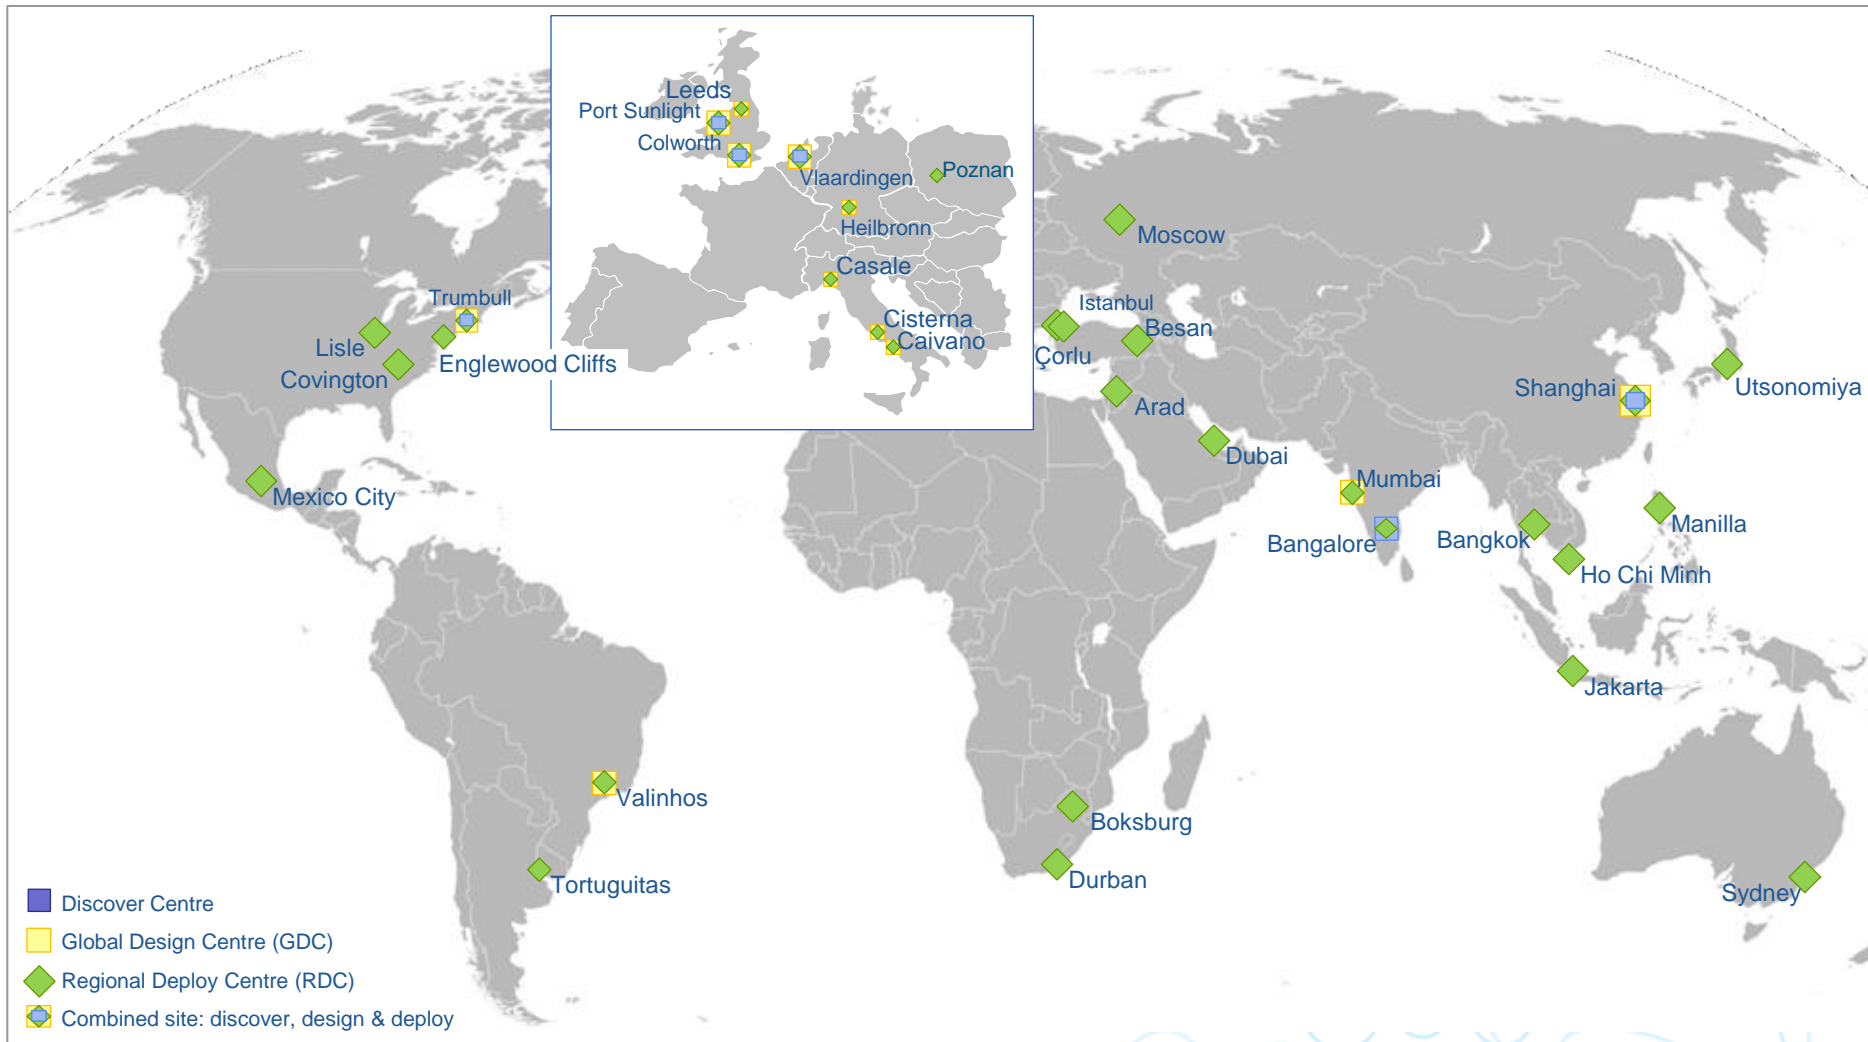 Leeds
Port Sunlight
Colworth
Vlaardingen
Poznan
Heilbronn
Casale
Cisterna
Caivano
Moscow
Trumbull
Istanbul
Besan
Lisle
Englewood Cliffs
Çorlu
Covington
Shanghai
Utsonomiya
Arad
Dubai
Mumbai
Mexico City
Manilla
Bangkok
Bangalore
Ho Chi Minh
Jakarta
Valinhos
Boksburg
Durban
Tortuguitas
Sydney
Discover Centre
Global Design Centre (GDC)
Regional Deploy Centre (RDC)
Combined site: discover, design & deploy